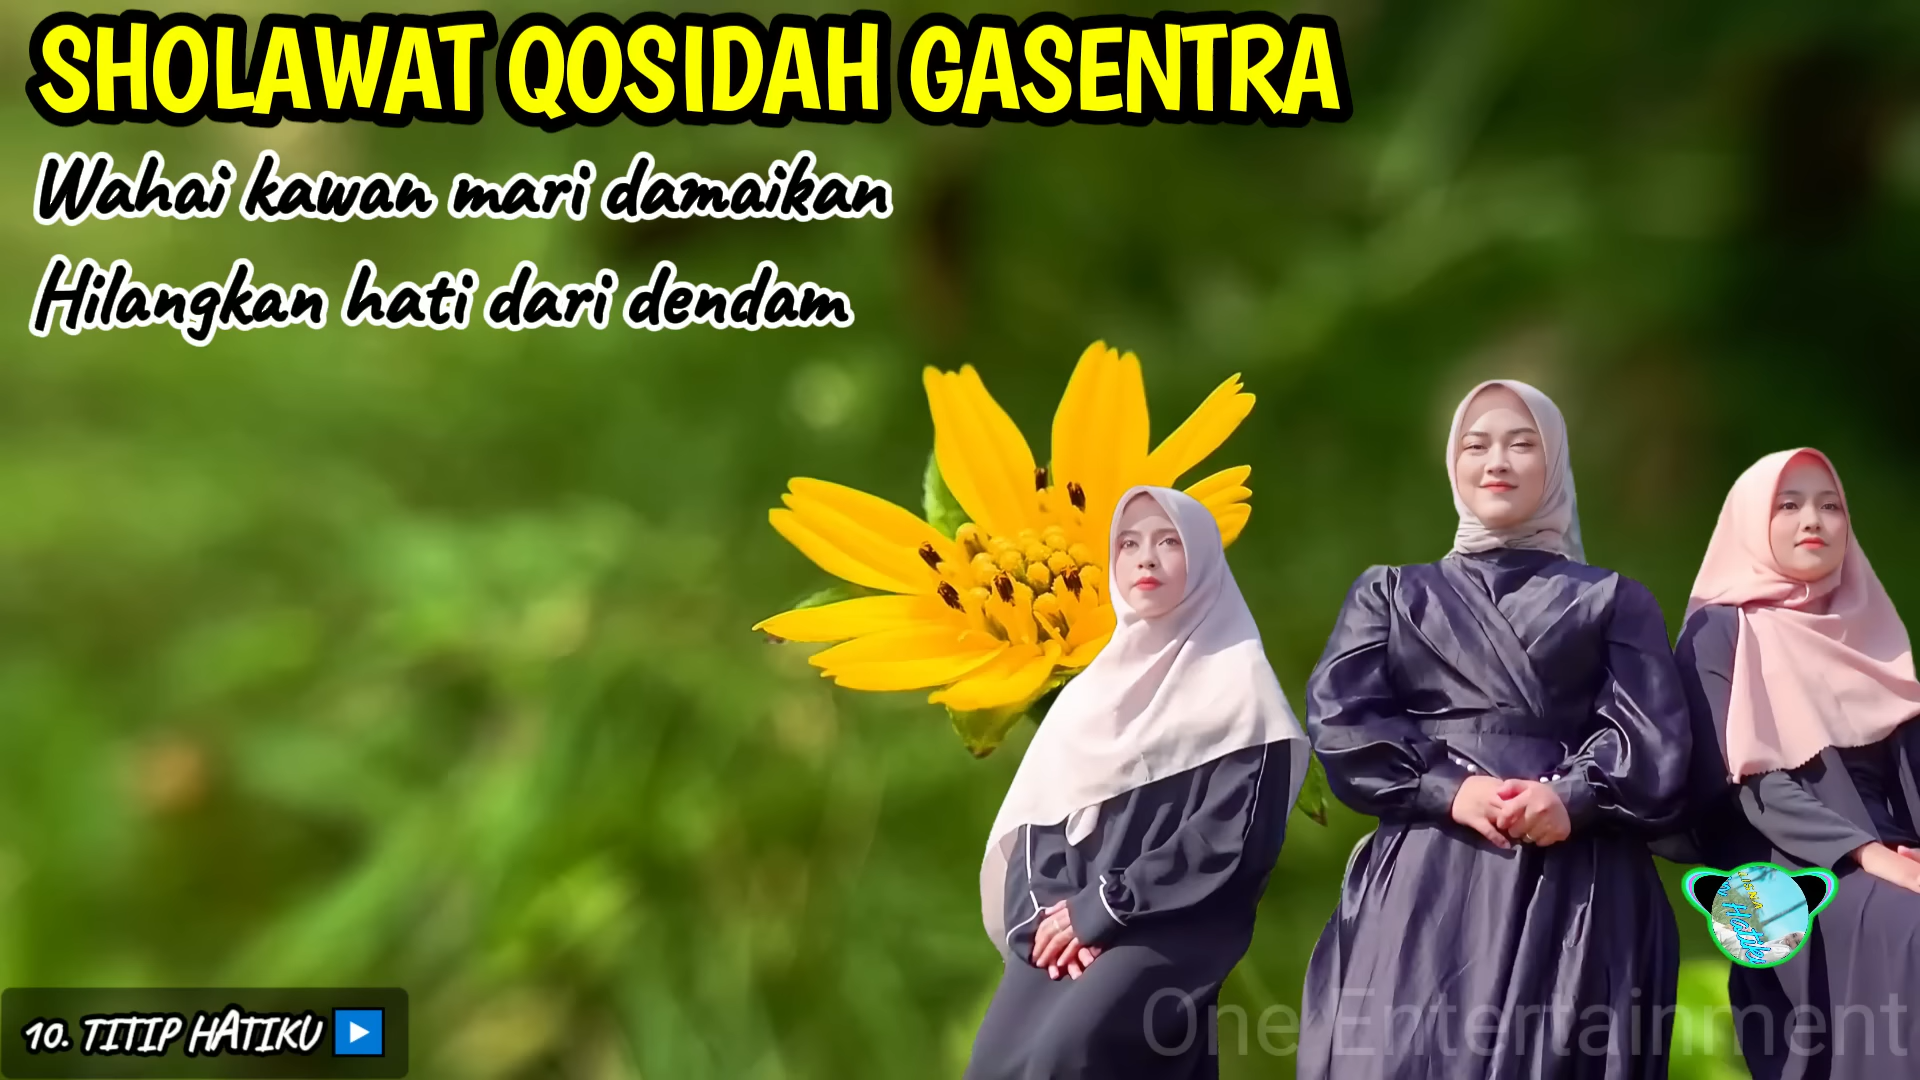 SHOLAWAT QOSIDAH GASENTRA
Wahai kawan mari damaikan
Hilangkan hati dari dendam
10. TITIP HATIKU
One Entertainment